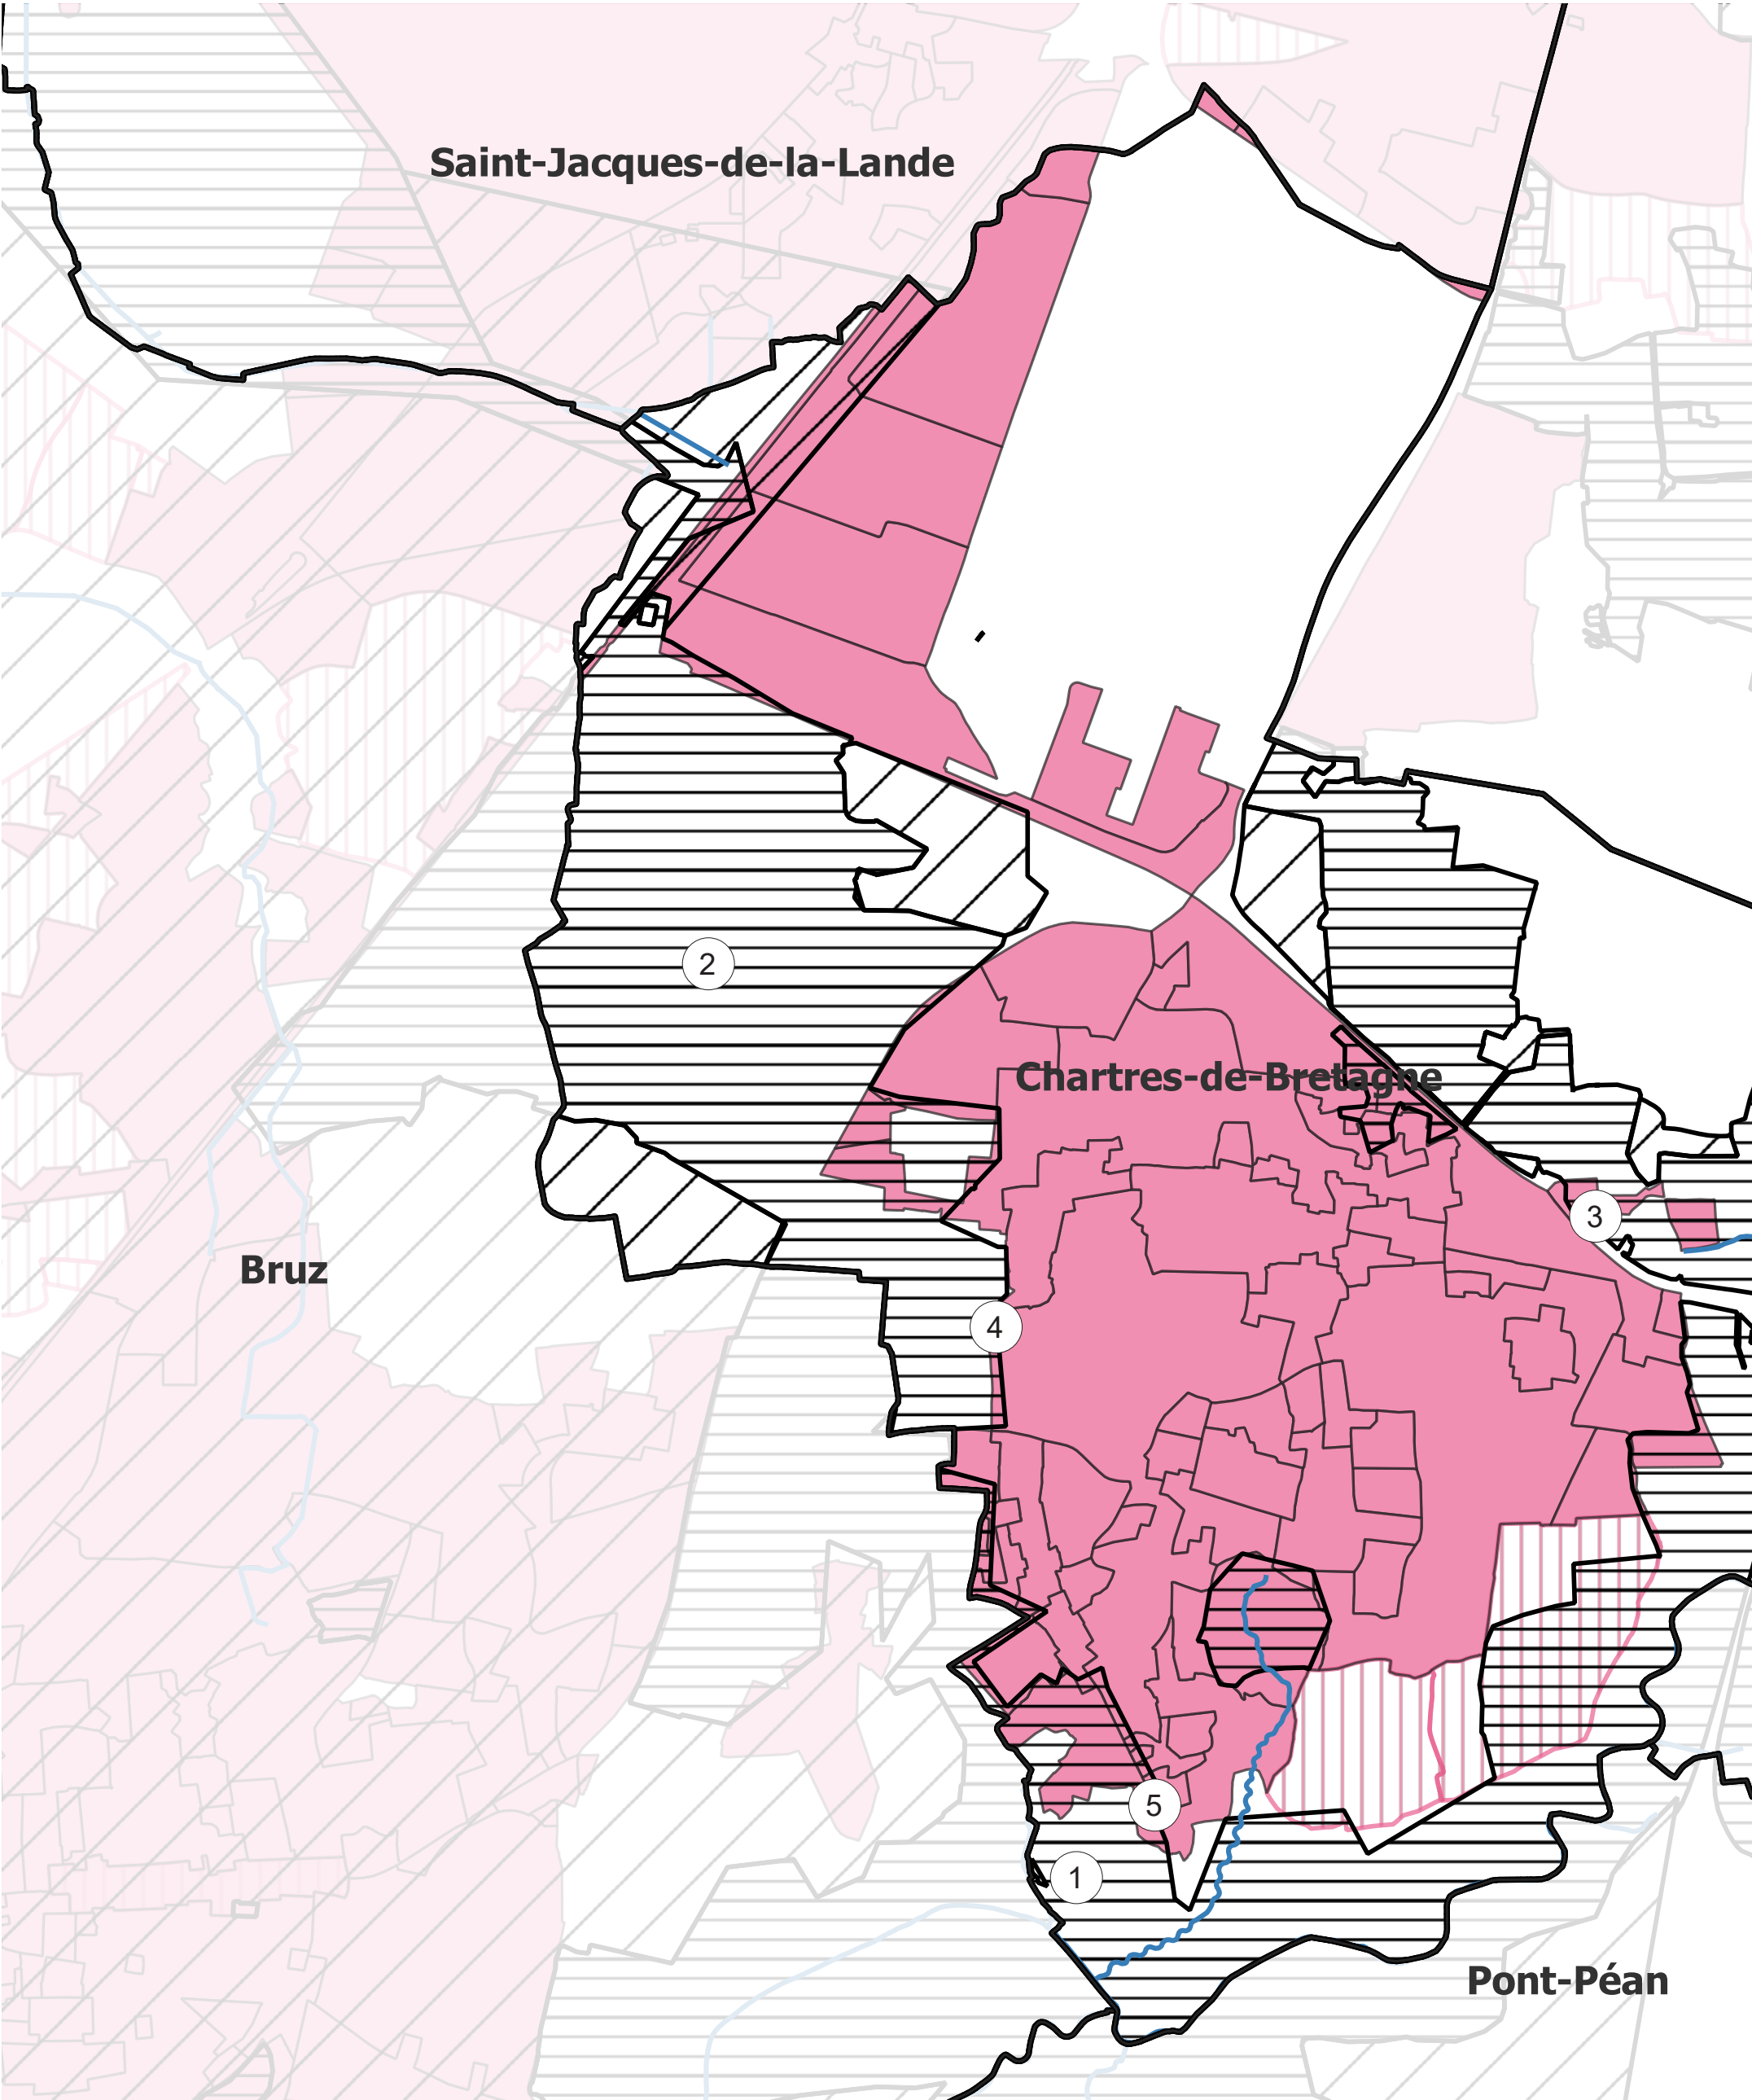 Saint-Jacques-de-la-Lande
2
Chartres-de-Bretagne
3
Bruz
4
5
1
Pont-Péan